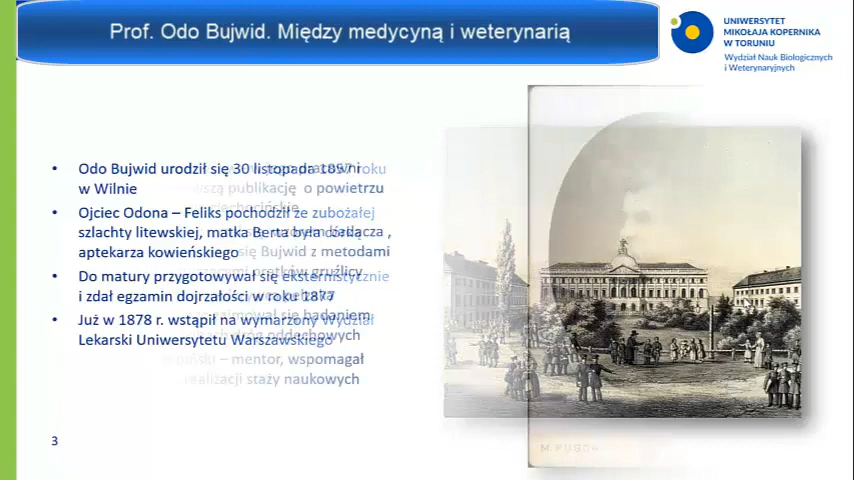 Prof. Odo Bujwid. Między medycyną i weterynarią
UNIWERSYTET
MIKOŁAJA KOPERNIKA
W TORUNIU
Wydział Nauk Biologicznych
i Weterynaryjnych
• Odo Bujwid urodził się 30 listopada 1857 roku
w Wilnie
publikację o powietrzu
• Ojciec Odona – Feliks pochodził ze zubożałej
szlachty litewskiej, matka Berta była córką
aptekarza kowieńskiego
się Bujwid z metodami
• Do matury przygotowywał się eksternistycznie
i zdał egzamin dojrzałości w roku 1877
• Już w 1878 r. wstąpił na wymarzony Wydział
Lekarski Uniwersytetu Warszawskiego
– mentor, wspomagał
realizacji staży naukowych
3